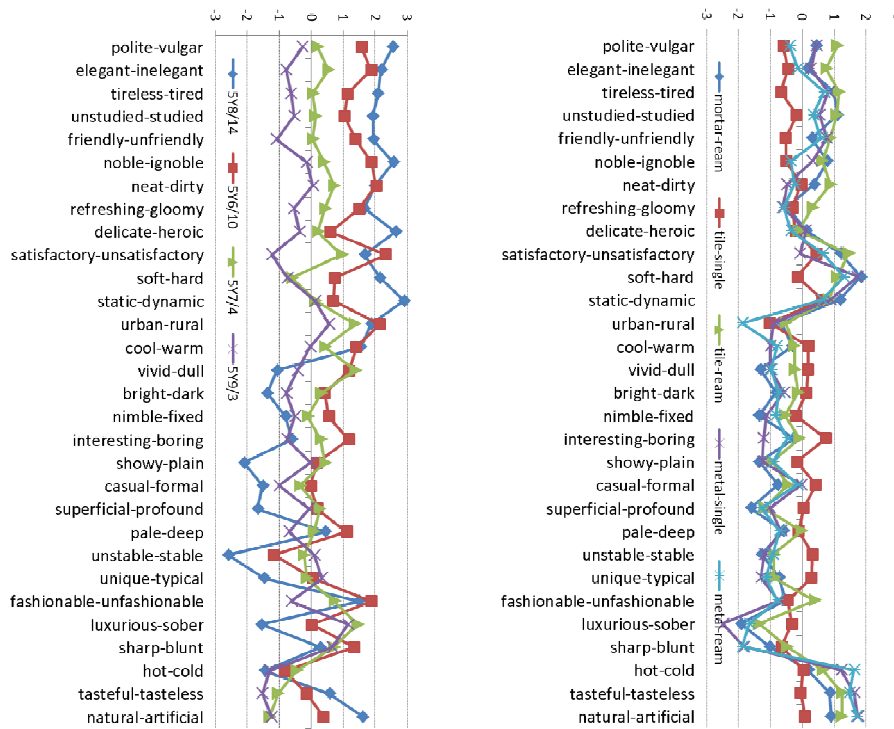 -3 -2 -1 0 1 2 3
polite-vulgar
elegant-inelegant
tireless-tired
unstudied-studied
friendly-unfriendly
noble-ignoble
neat-dirty
refreshing-gloomy
delicate-heroic
satisfactory-unsatisfactory
soft-hard
static-dynamic
urban-rural
cool-warm
vivid-dull
bright-dark
nimble-fixed
interesting-boring
showy-plain
casual-formal
superficial-profound
pale-deep
unstable-stable
unique-typical
fashionable-unfashionable
luxurious-sober
sharp-blunt
hot-cold
tasteful-tasteless
natural-artificial
5Y8/14 5Y6/10 5Y7/4 5Y9/3
-3 -2 -1 0 1 2 3
polite-vulgar
elegant-inelegant
tireless-tired
unstudied-studied
friendly-unfriendly
noble-ignoble
neat-dirty
refreshing-gloomy
delicate-heroic
satisfactory-unsatisfactory
soft-hard
static-dynamic
urban-rural
cool-warm
vivid-dull
bright-dark
nimble-fixed
interesting-boring
showy-plain
casual-formal
superficial-profound
pale-deep
unstable-stable
unique-typical
fashionable-unfashionable
luxurious-sober
sharp-blunt
hot-cold
tasteful-tasteless
natural-artificial
mortar-ream tile-single tile-ream metal-single metal-ream